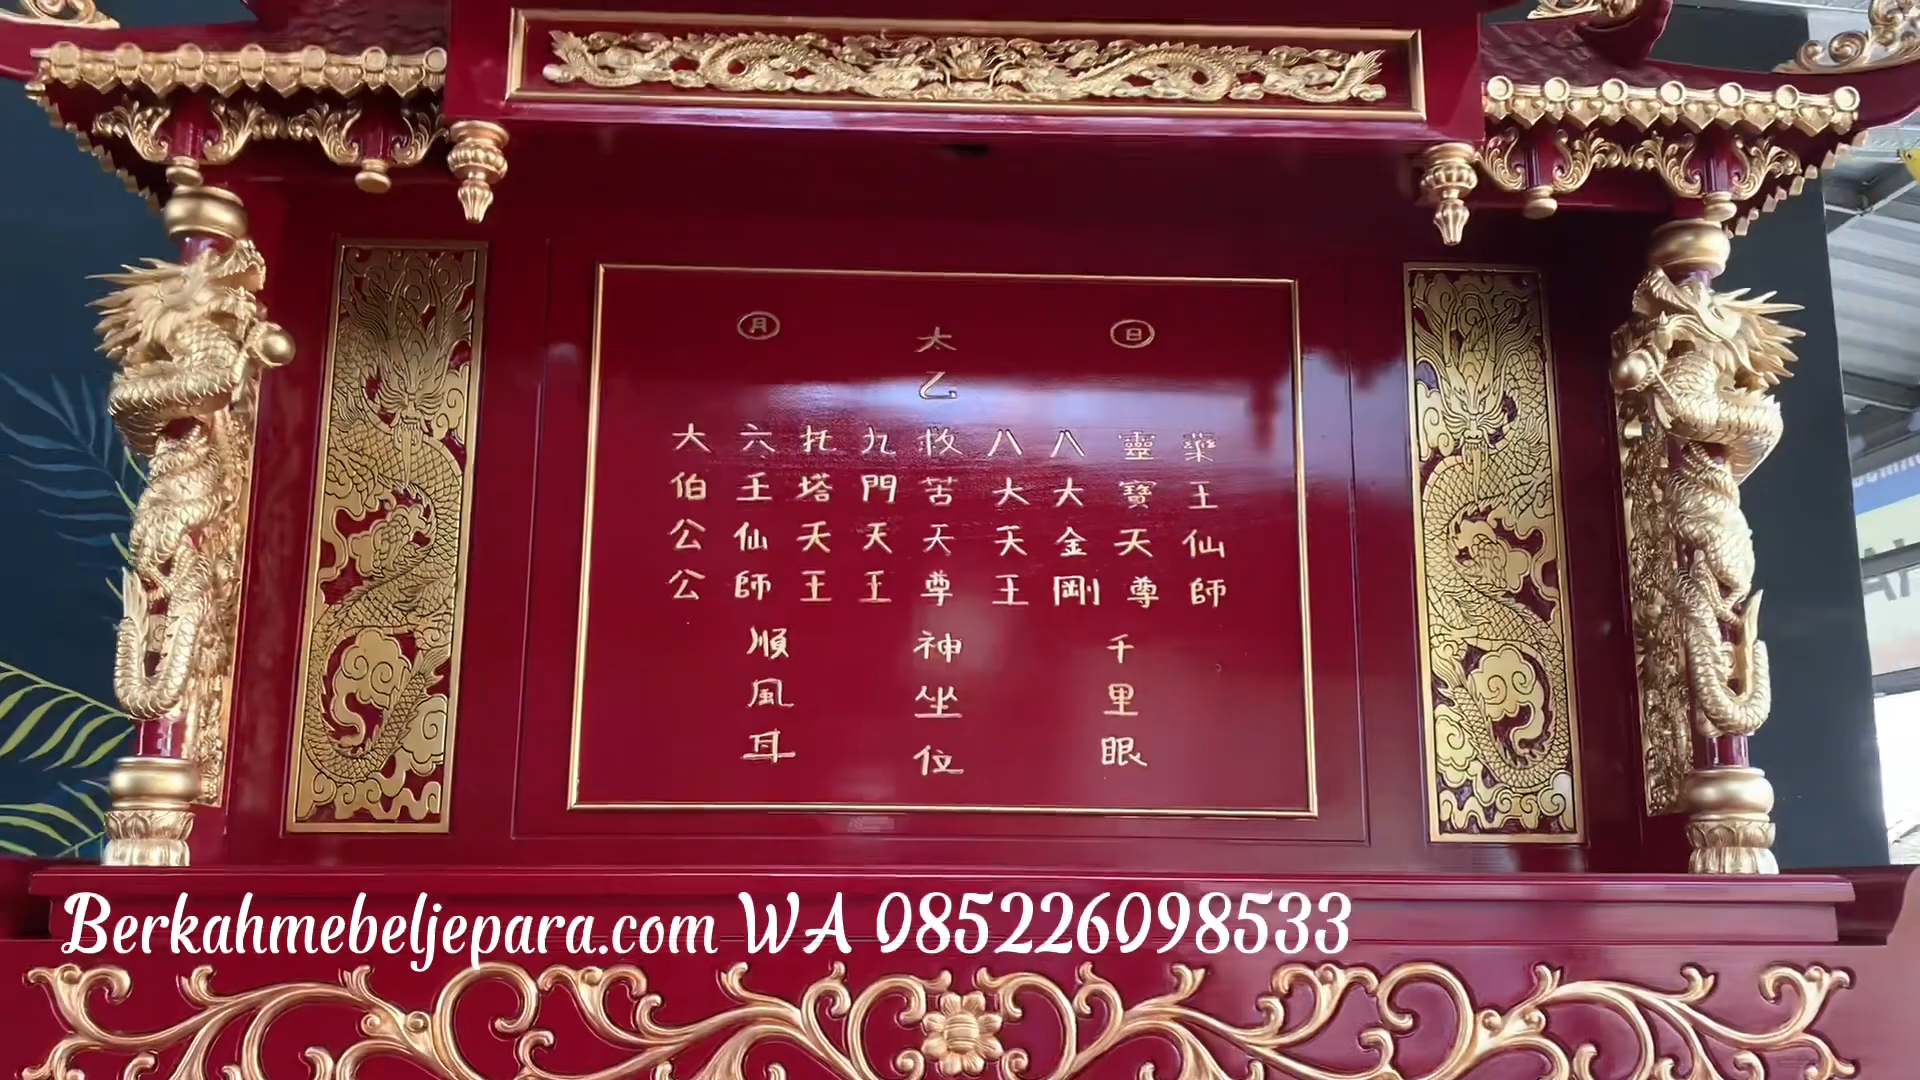 日
月
藥王仙師
靈寶天尊
八大金剛
八大天王
太乙救苦天尊神坐位
九門天王
托塔天王
六壬仙師
大伯公公
千里眼
順風耳
Berkahmebeljepara.com WA 085226098533